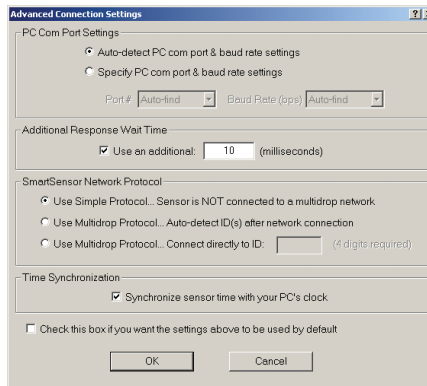 Advanced Connection Settings
PC Com Port Settings
Auto-detect PC com port & baud rate settings
Specify PC com port & baud rate settings
Port # Auto-find Baud Rate (bps) Auto-find
Additional Response Wait Time
Use an additional: 10 (milliseconds)
SmartSensor Network Protocol
Use Simple Protocol... Sensor is NOT connected to a multidrop network
Use Multidrop Protocol... Auto-detect ID(s) after network connection
Use Multidrop Protocol... Connect directly to ID: (4 digits required)
Time Synchronization
Synchronize sensor time with your PC's clock
Check this box if you want the settings above to be used by default
OK Cancel